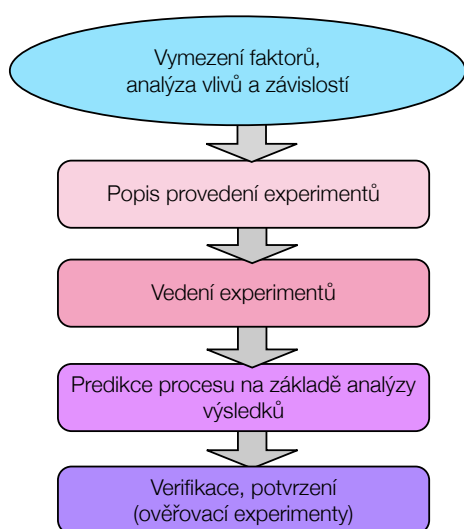 Vymezení faktorů,
analýza vlivů a závislostí
Popis provedení experimentů
Vedení experimentů
Predikce procesu na základě analýzy
výsledků
Verifikace, potvrzení
(ověřovací experimenty)